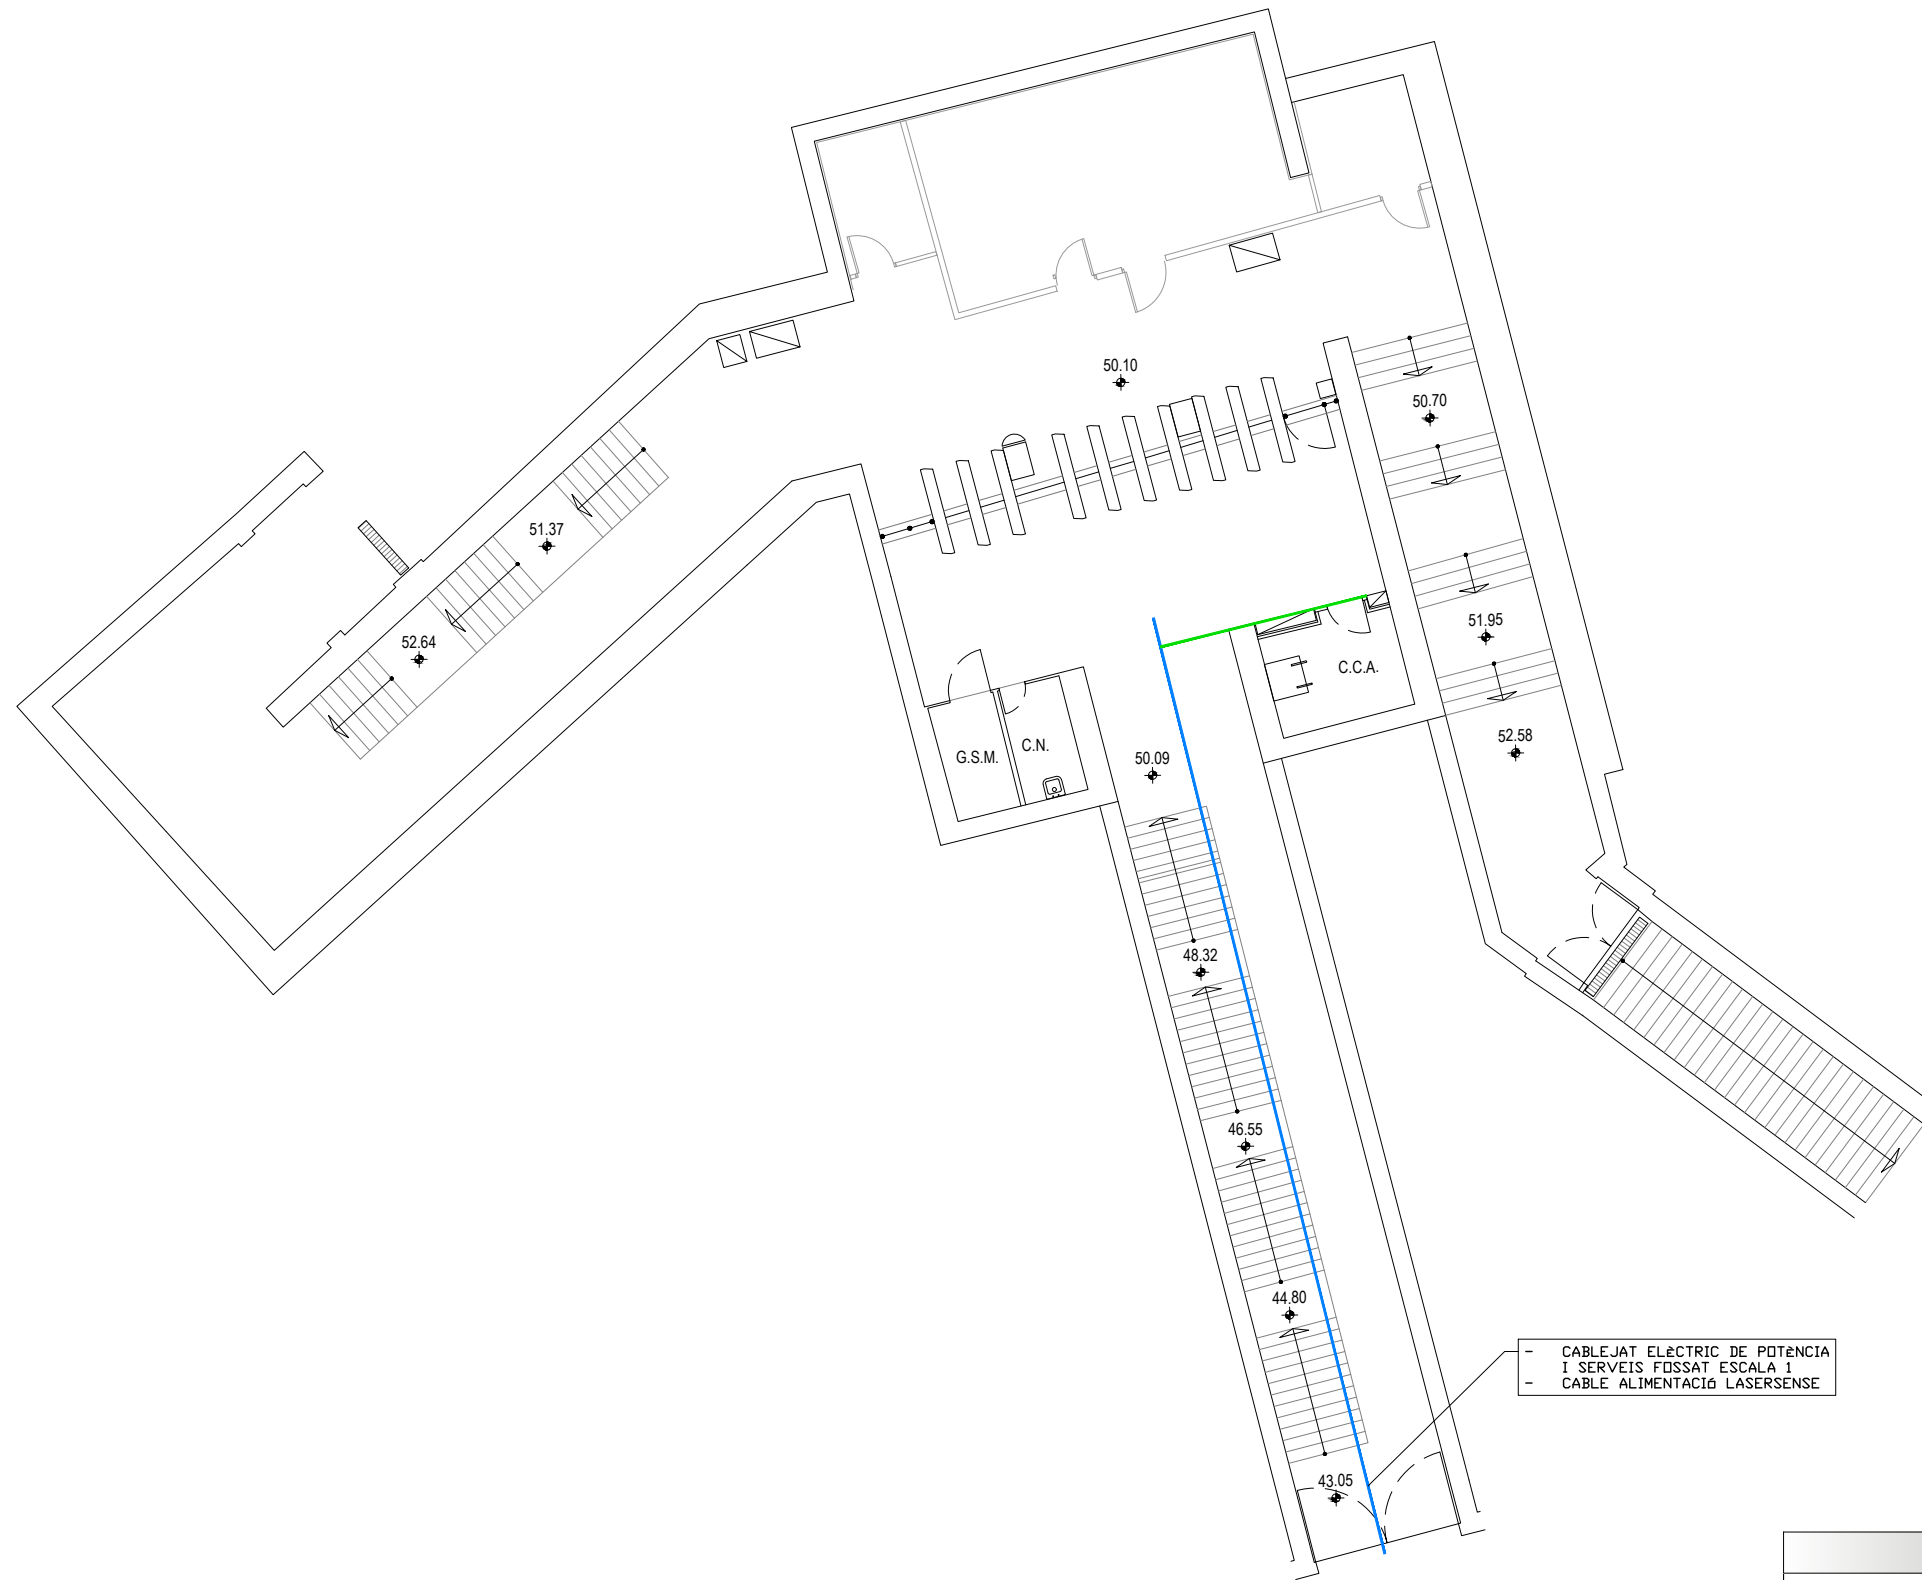 50.10
50.70
51.37
51.95
52.64
C.C.A.
52.58
C.N.
G.S.M.
50.09
48.32
46.55
44.80
- CABLEJAT ELèCTRIC DE POTèNCIA
I SERVEIS FOSSAT ESCALA 1
- CABLE ALIMENTACIó LASERSENSE
43.05